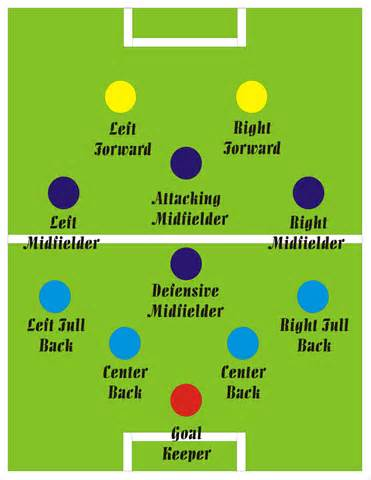 Left
Forward
Right
Forward
Attacking
Midfielder
Left
Midfielder
Right
Midfielder
Defensive
Midfielder
Left Full
Back
Right Full
Back
Center
Back
Center
Back
Goal
Keeper